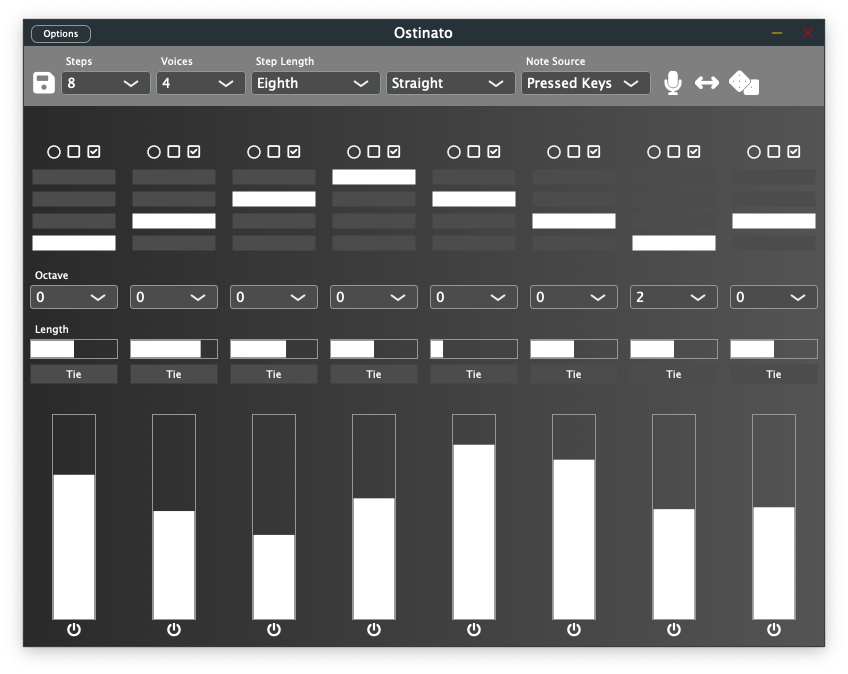 Options
Ostinato
Steps
Voices
Step Length
Note Source
8
4
Eighth
Straight
Pressed Keys
Octave
0
0
0
0
0
0
2
0
Length
Tie
Tie
Tie
Tie
Tie
Tie
Tie
Tie